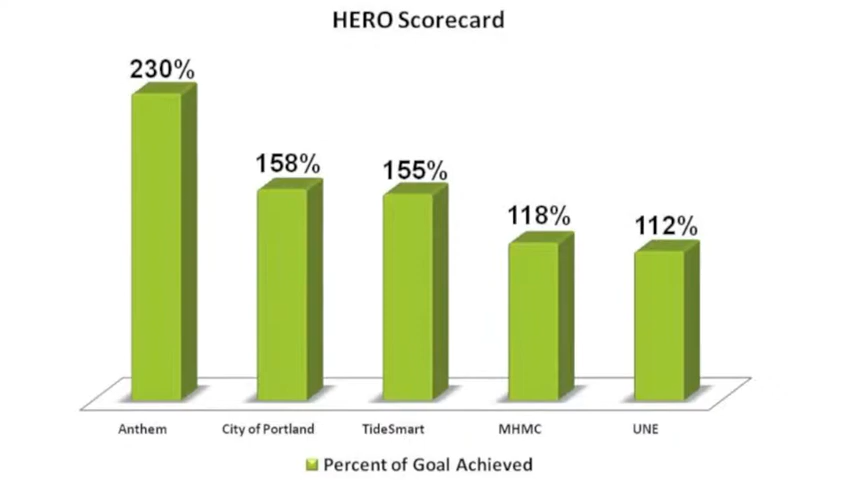 HERO Scorecard
230%
158%
155%
118%
112%
Anthem
City of Portland
TideSmart
MHMC
UNE
Percent of Goal Achieved